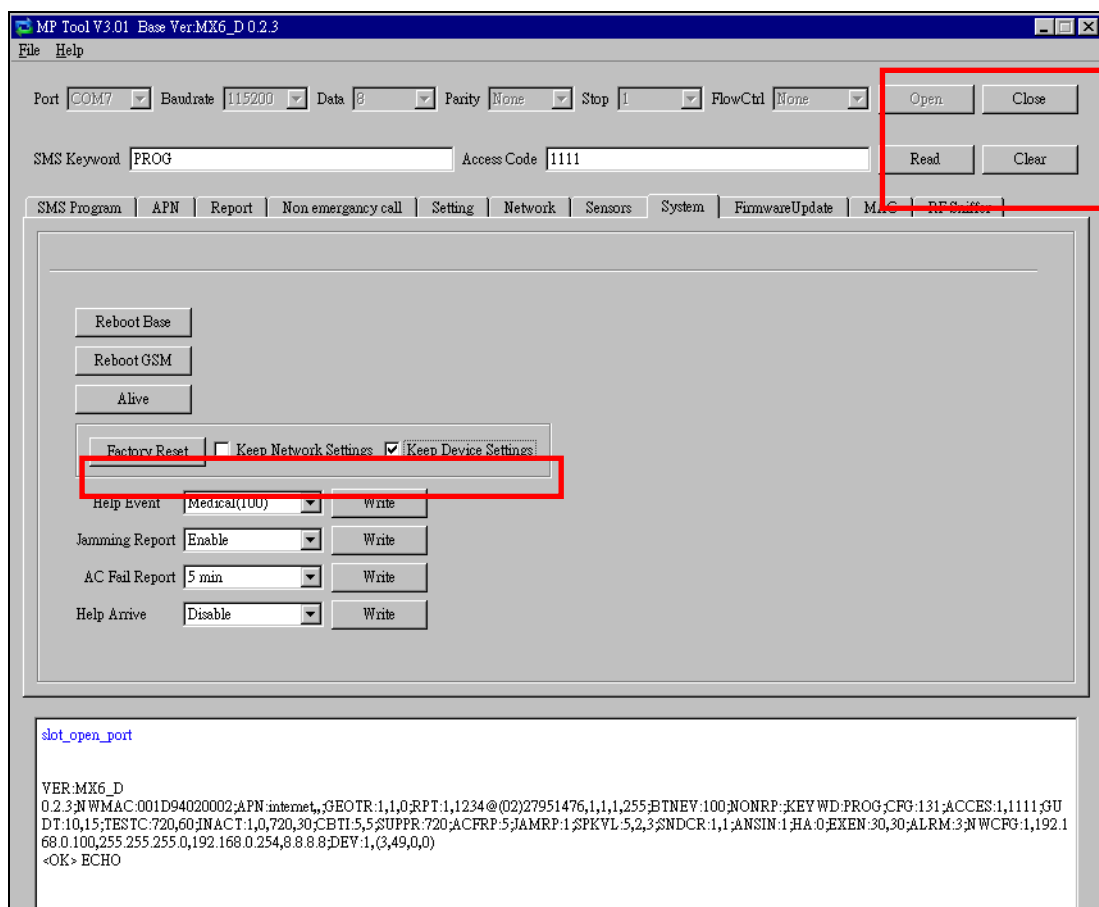 MP Tool V3.01 Base Ver:MX6_D 0.2.3
File Help
Port COM7 Baudrate 115200 Data 8 Parity None Stop 1 FlowCtrl None Open Close
SMS Keyword PROG Access Code 1111 Read Clear
SMS Program APN Report Non emergancy call Setting Network Sensors System FirmwareUpdate MAC RF Sniffer
Reboot Base
Reboot GSM
Alive
Factory Reset Keep Network Settings Keep Device Settings
Help Event Medical(100) Write
Jamming Report Enable Write
AC Fail Report 5 min Write
Help Arrive Disable Write
slot_open_port
VER:MX6_D
0.2.3;NWMAC:001D94020002;APN:internet,,;GEOTR:1,1,0;RPT:1,1234@(02)27951476,1,1,1,255;BTNEV:100;NONRP:;KEYWD:PROG;CFG:131;ACCES:1,1111;GU
DT:10,15;TESTC:720,60;INACT:1,0,720,30;CBTI:5,5;SUPPR:720;ACFRP:5;JAMRP:1;SPKVL:5,2,3;SNDCR:1,1;ANSIN:1;HA:0;EXEN:30,30;ALRM:3;NWCFG:1,192.1
68.0.100,255.255.255.0,192.168.0.254,8.8.8.8;DEV:1,(3,49,0,0)
<OK> ECHO